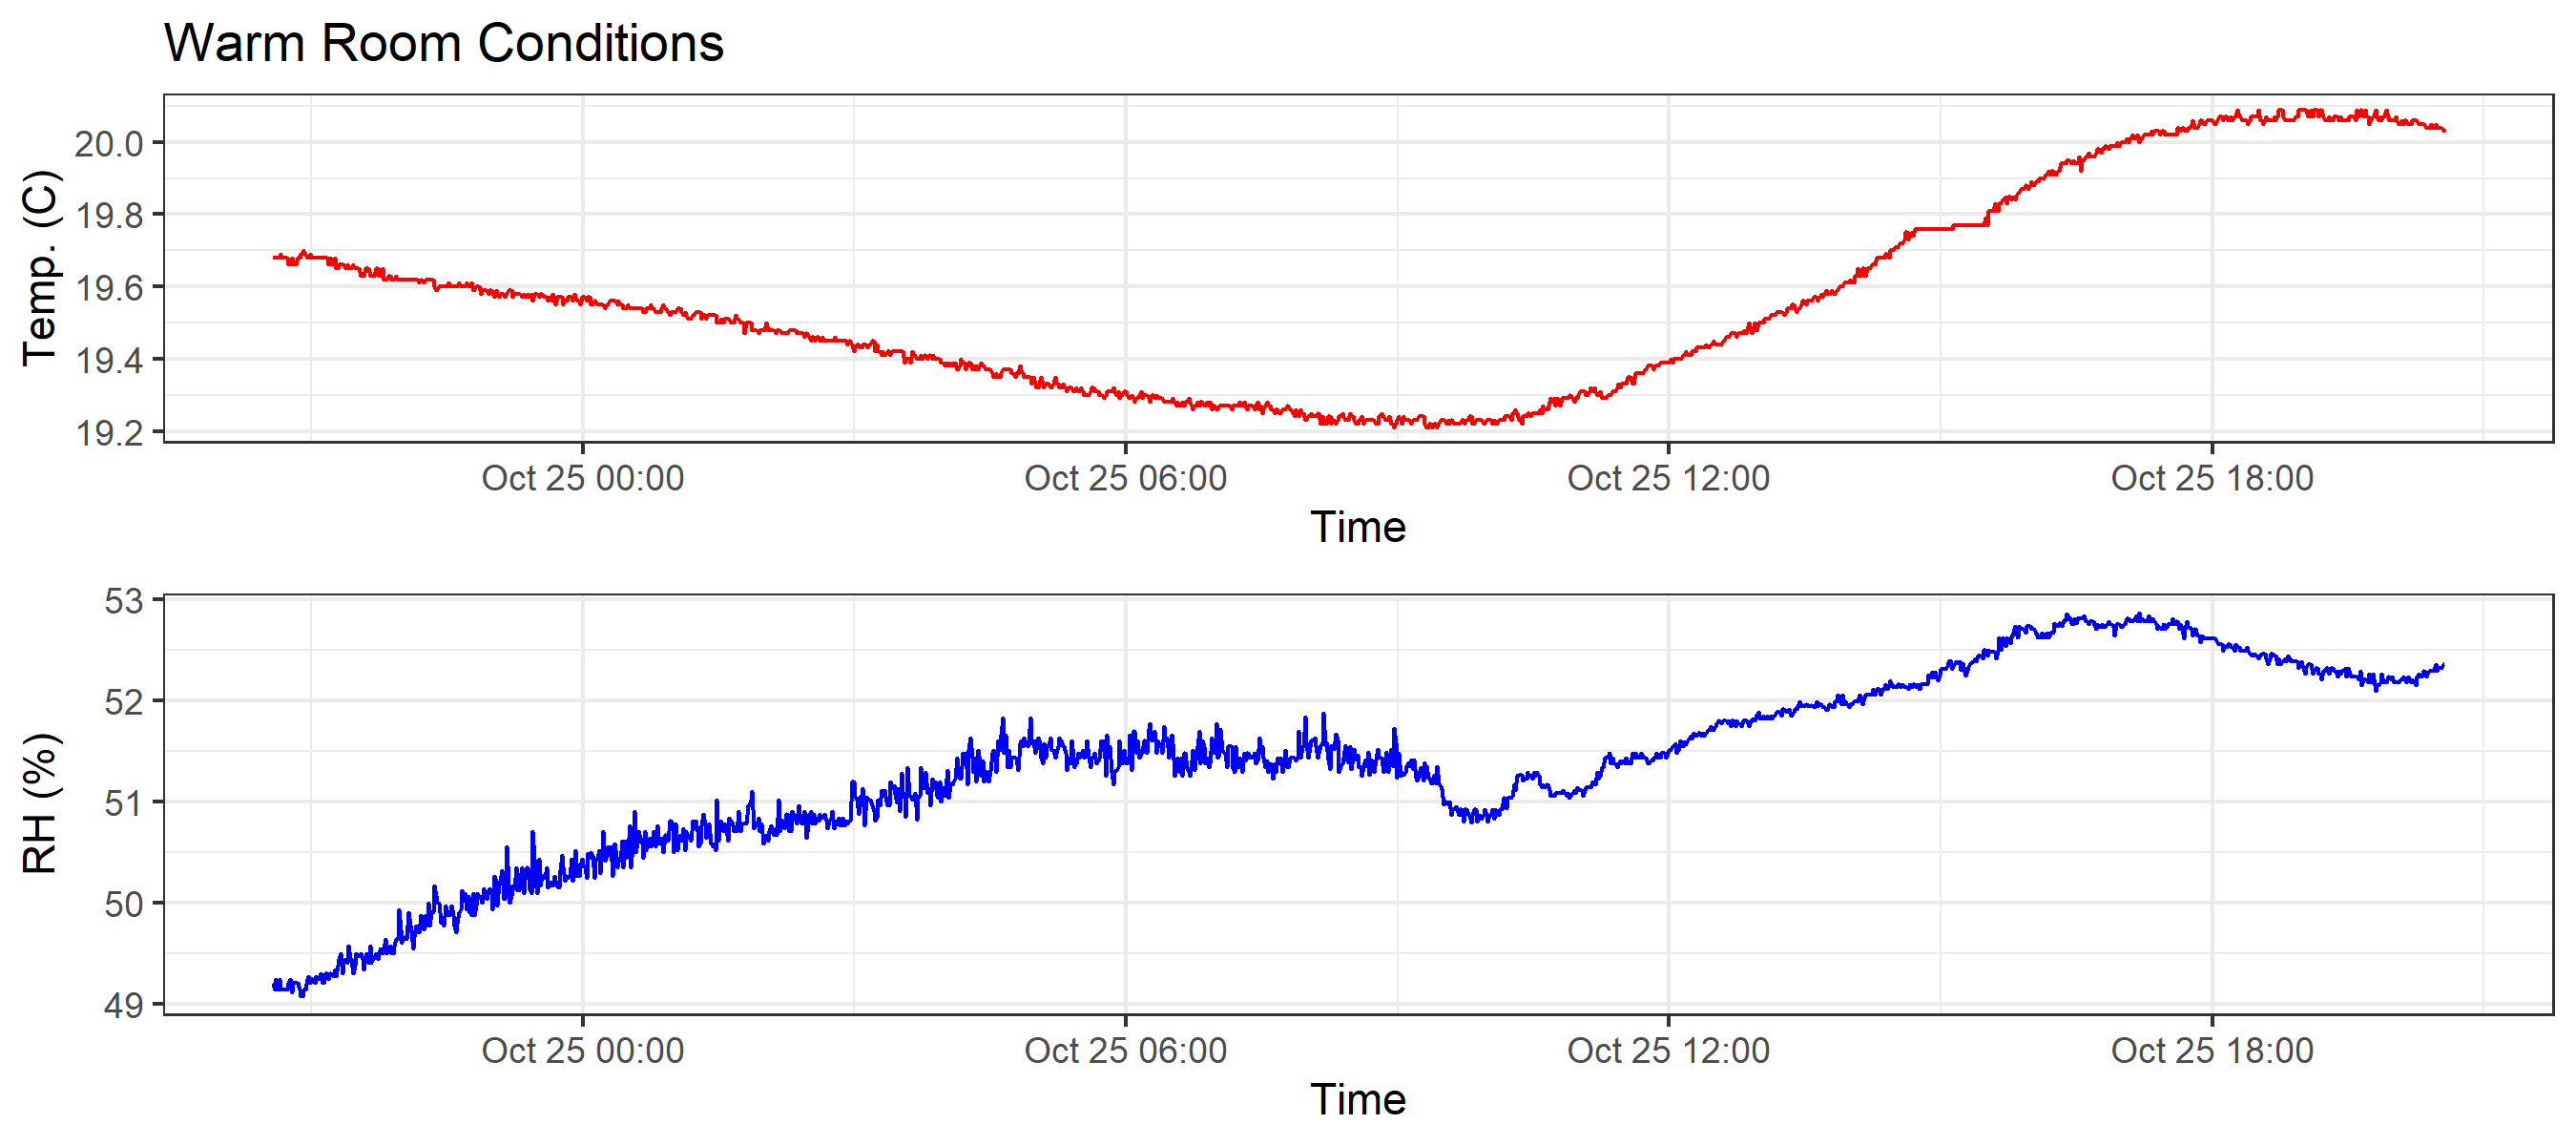 Warm Room Conditions
Temp. (C)
20.0
19.8
19.6
19.4
19.2
Oct 25 00:00 Oct 25 06:00 Oct 25 12:00 Oct 25 18:00
Time
RH (%)
53
52
51
50
49
Oct 25 00:00 Oct 25 06:00 Oct 25 12:00 Oct 25 18:00
Time